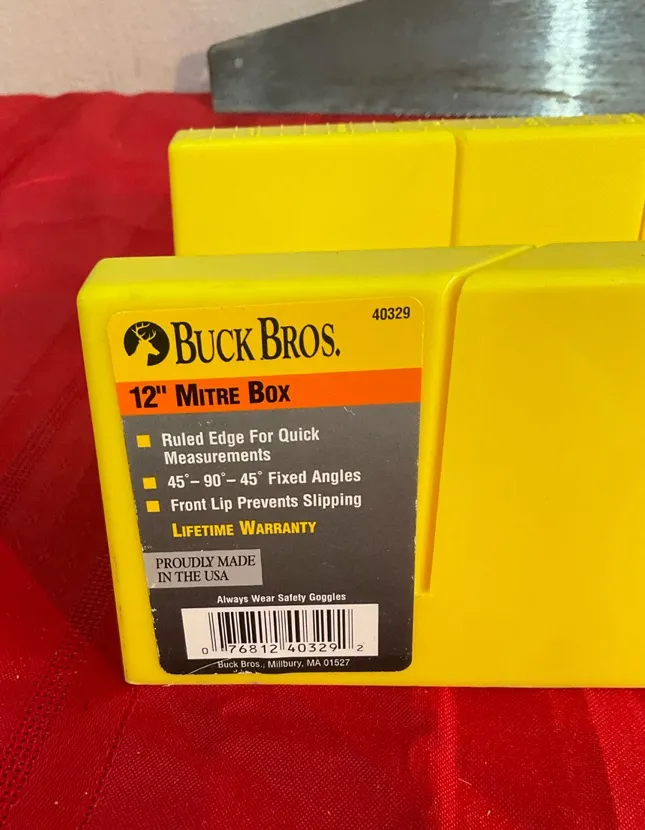 40329
BUCK BROS.
12" MITRE BOX
Ruled Edge For Quick
Measurements
45°– 90°– 45° Fixed Angles
Front Lip Prevents Slipping
LIFETIME WARRANTY
PROUDLY MADE
IN THE USA
Always Wear Safety Goggles
0 76812 40329 2
Buck Bros., Millbury, MA 01527